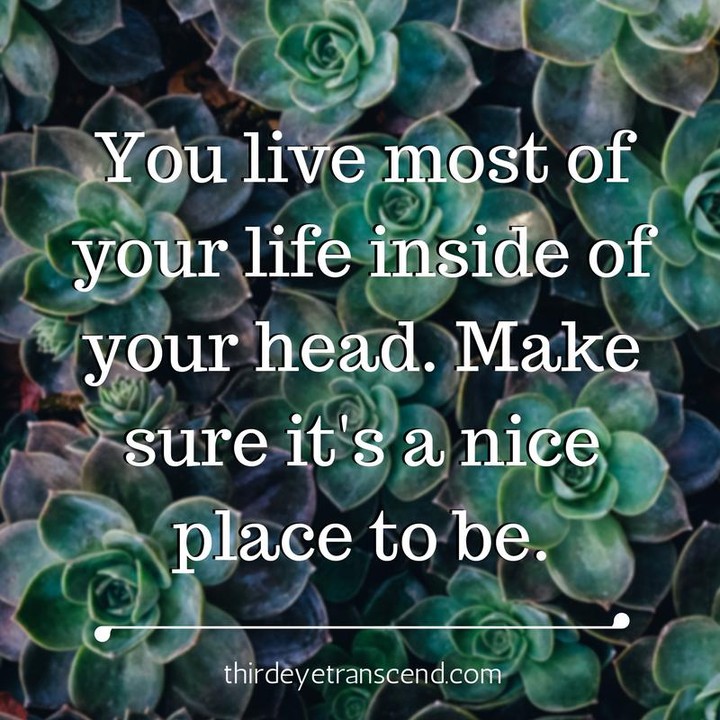 You live most of
your life inside of
your head. Make
sure it's a nice
place to be.
thirdeyetranscend.com